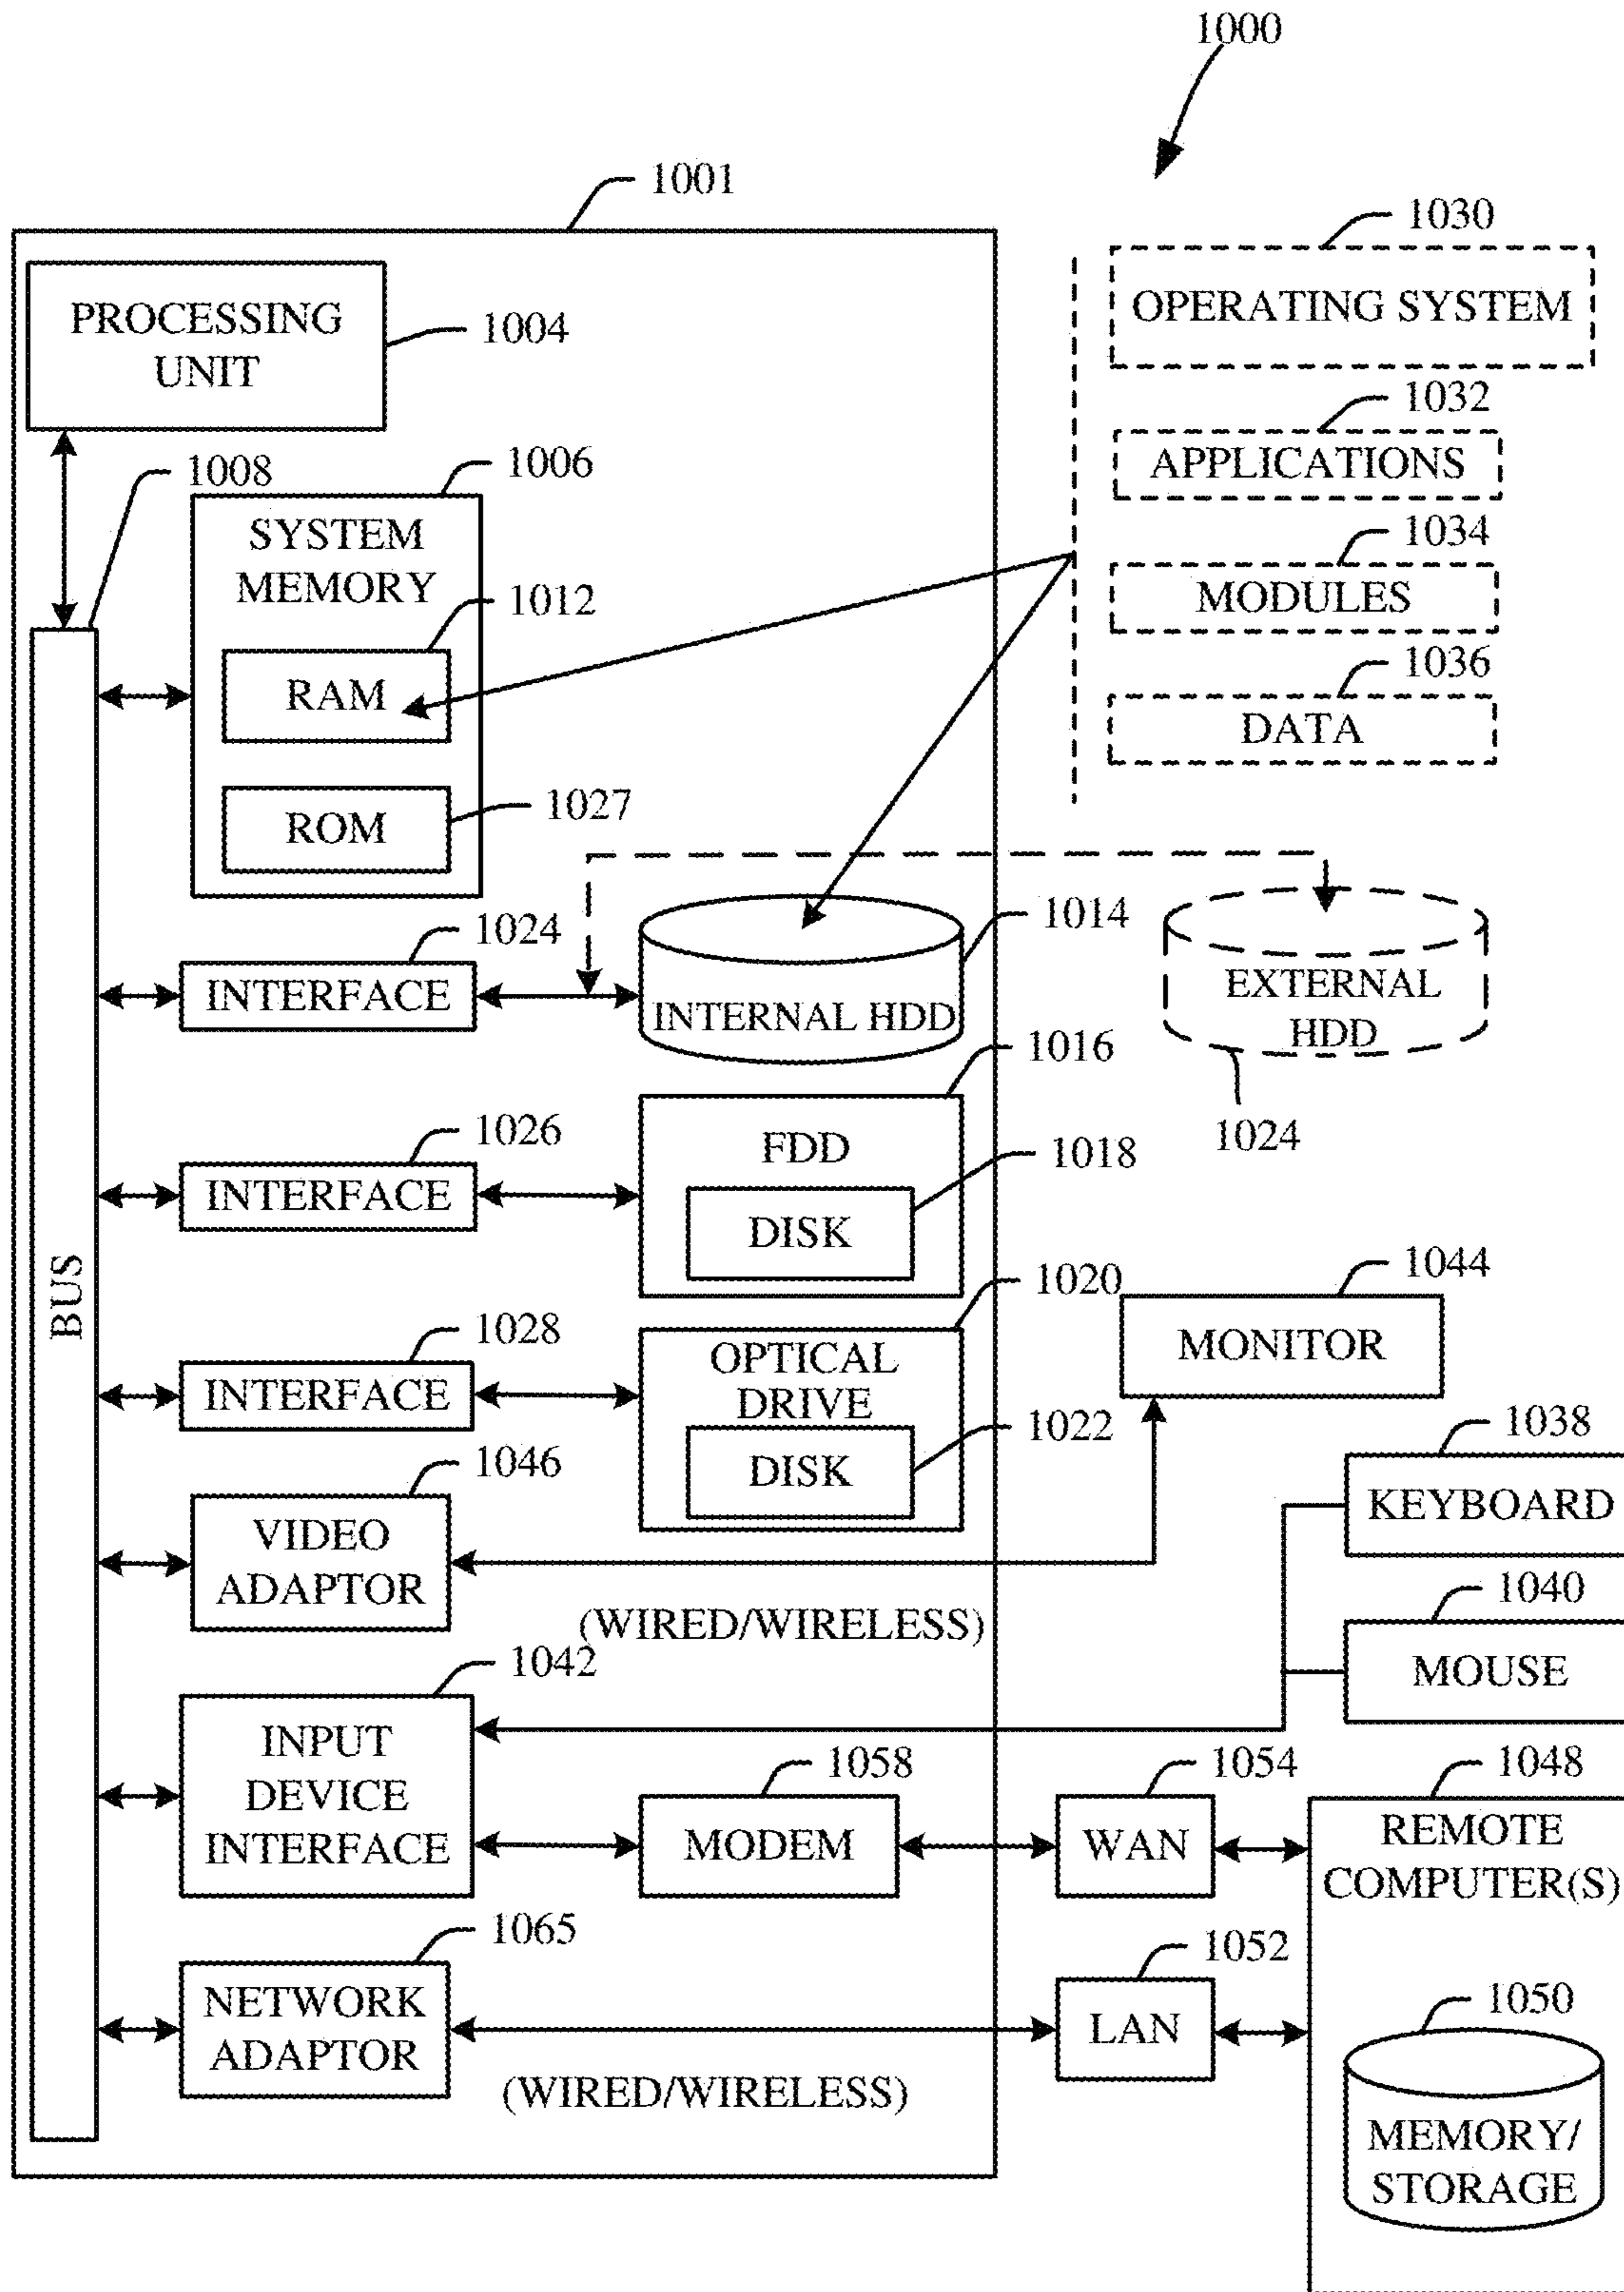 1000
1001
1030
OPERATING SYSTEM
PROCESSING
UNIT
1004
1032
APPLICATIONS
1008
1006
SYSTEM
MEMORY
1034
MODULES
1012
RAM
1036
DATA
1027
ROM
1024
INTERFACE
1014
INTERNAL HDD
EXTERNAL
HDD
1024
1016
FDD
1026
INTERFACE
1018
DISK
BUS
1020
OPTICAL
DRIVE
1028
INTERFACE
1022
DISK
1044
MONITOR
1038
KEYBOARD
1046
VIDEO
ADAPTOR
(WIRED/WIRELESS)
1040
MOUSE
1042
INPUT
DEVICE
INTERFACE
1058
MODEM
1054
WAN
1048
REMOTE
COMPUTER(S)
1065
NETWORK
ADAPTOR
(WIRED/WIRELESS)
1052
LAN
1050
MEMORY/
STORAGE